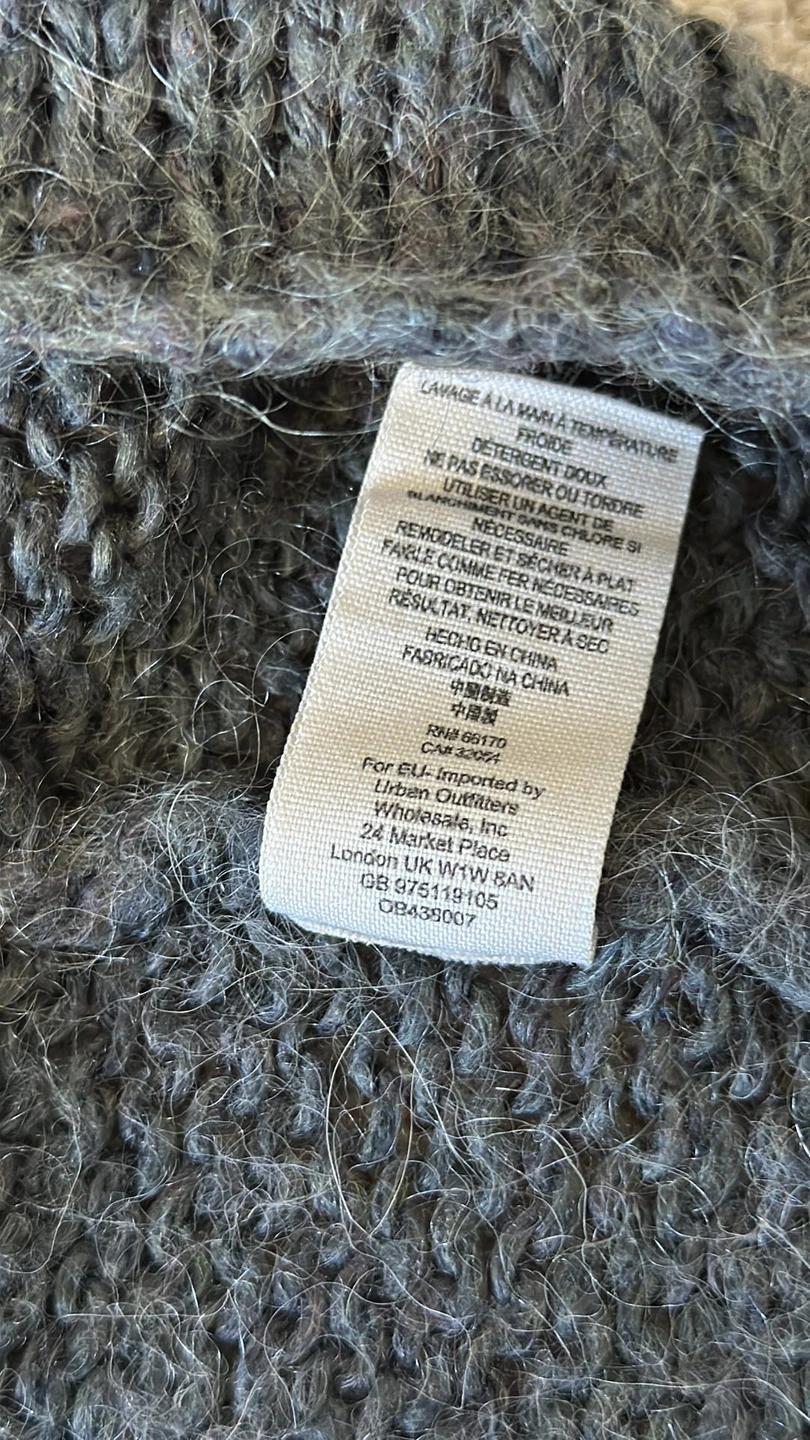 LAVAGE À LA MAIN À TEMPÉRATURE
FROIDE
DÉTERGENT DOUX
NE PAS ESSORER OU TORDRE
UTILISER UN AGENT DE
BLANCHIMENT SANS CHLORE SI
NÉCESSAIRE
REMODELER ET SÉCHER À PLAT
FAIBLE COMME FER NÉCESSAIRES
POUR OBTENIR LE MEILLEUR
RÉSULTAT, NETTOYER À SEC
HECHO EN CHINA
FABRICADO NA CHINA
中國製造
中国製
RN# 66170
CA# 32054
For EU- Imported by
Urban Outfitters
Wholesale, Inc
24 Market Place
London UK W1W 8AN
GB 975119105
OB436007